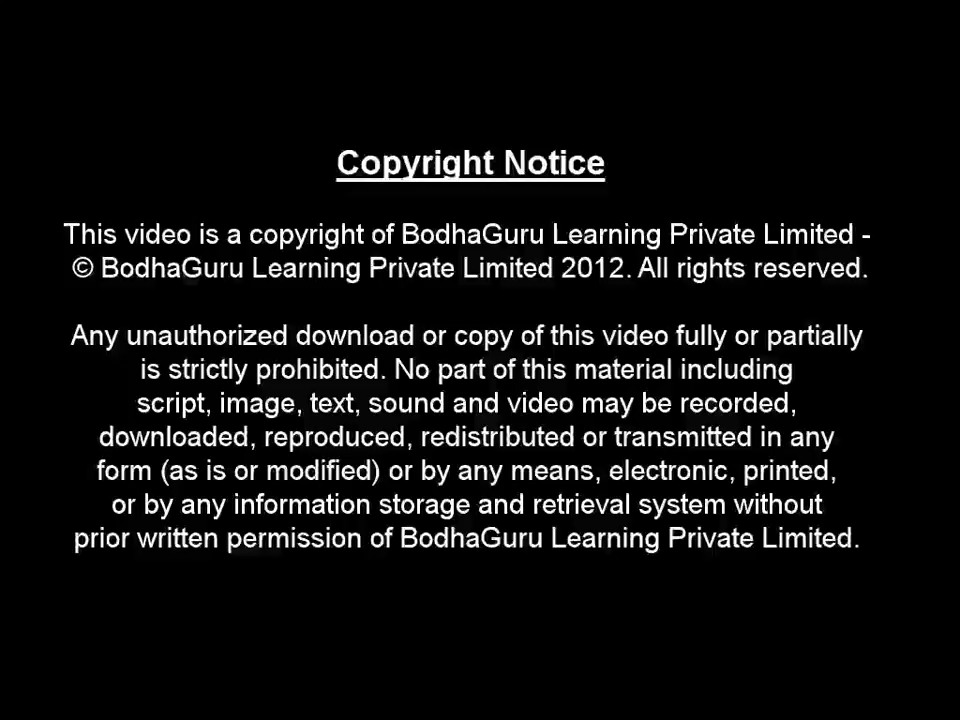 Copyright Notice
This video is a copyright of BodhaGuru Learning Private Limited -
© BodhaGuru Learning Private Limited 2012. All rights reserved.
Any unauthorized download or copy of this video fully or partially
is strictly prohibited. No part of this material including
script, image, text, sound and video may be recorded,
downloaded, reproduced, redistributed or transmitted in any
form (as is or modified) or by any means, electronic, printed,
or by any information storage and retrieval system without
prior written permission of BodhaGuru Learning Private Limited.